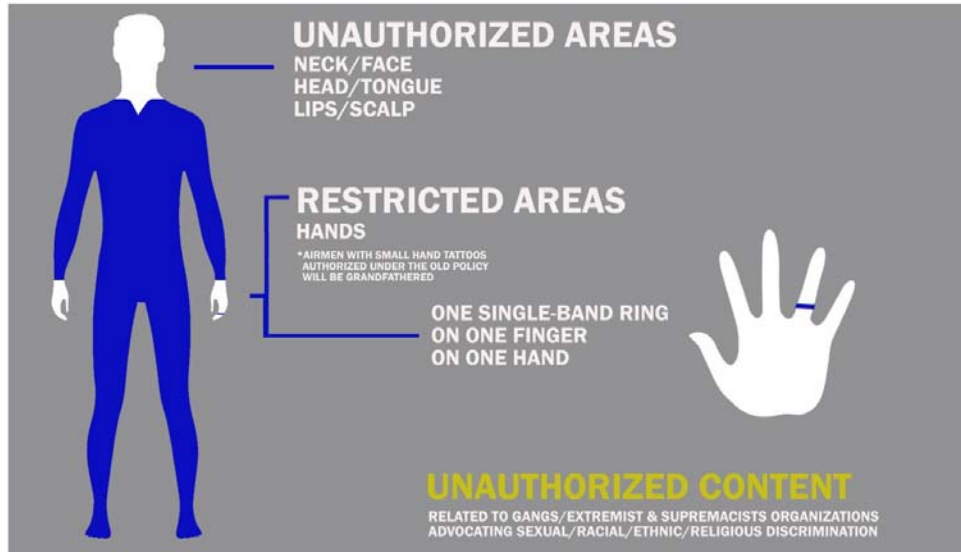 UNAUTHORIZED AREAS
NECK/FACE
HEAD/TONGUE
LIPS/SCALP
RESTRICTED AREAS
HANDS
*AIRMEN WITH SMALL HAND TATTOOS
AUTHORIZED UNDER THE OLD POLICY
WILL BE GRANDFATHERED
ONE SINGLE-BAND RING
ON ONE FINGER
ON ONE HAND
UNAUTHORIZED CONTENT
RELATED TO GANGS/EXTREMIST & SUPREMACISTS ORGANIZATIONS
ADVOCATING SEXUAL/RACIAL/ETHNIC/RELIGIOUS DISCRIMINATION